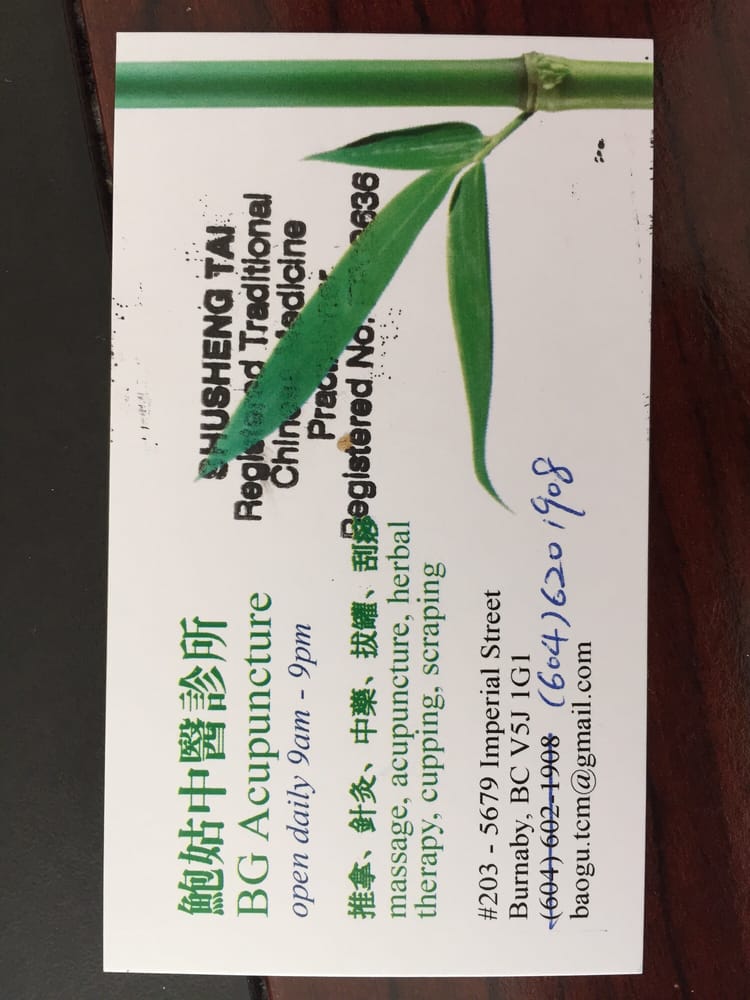 鮑姑中醫診所
BG Acupuncture
open daily 9am - 9pm
推拿、針灸、中藥、拔罐、刮痧
massage, acupuncture, herbal
therapy, cupping, scraping
#203 - 5679 Imperial Street
Burnaby, BC V5J 1G1
(604) 602-1908 (604) 620 1908
baogu.tcm@gmail.com
SHUSHENG TAI
Registered Traditional
Chinese Medicine
Registered No.